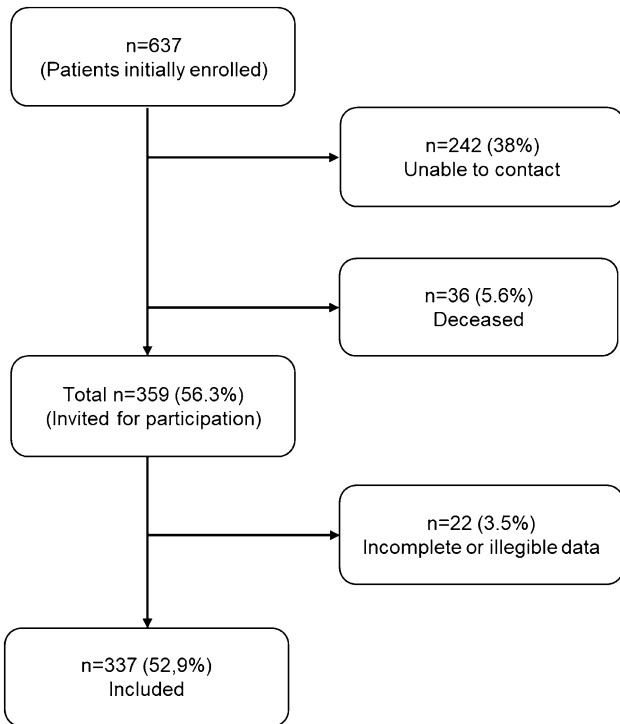 n=637
(Patients initially enrolled)
n=242 (38%)
Unable to contact
n=36 (5.6%)
Deceased
Total n=359 (56.3%)
(Invited for participation)
n=22 (3.5%)
Incomplete or illegible data
n=337 (52,9%)
Included